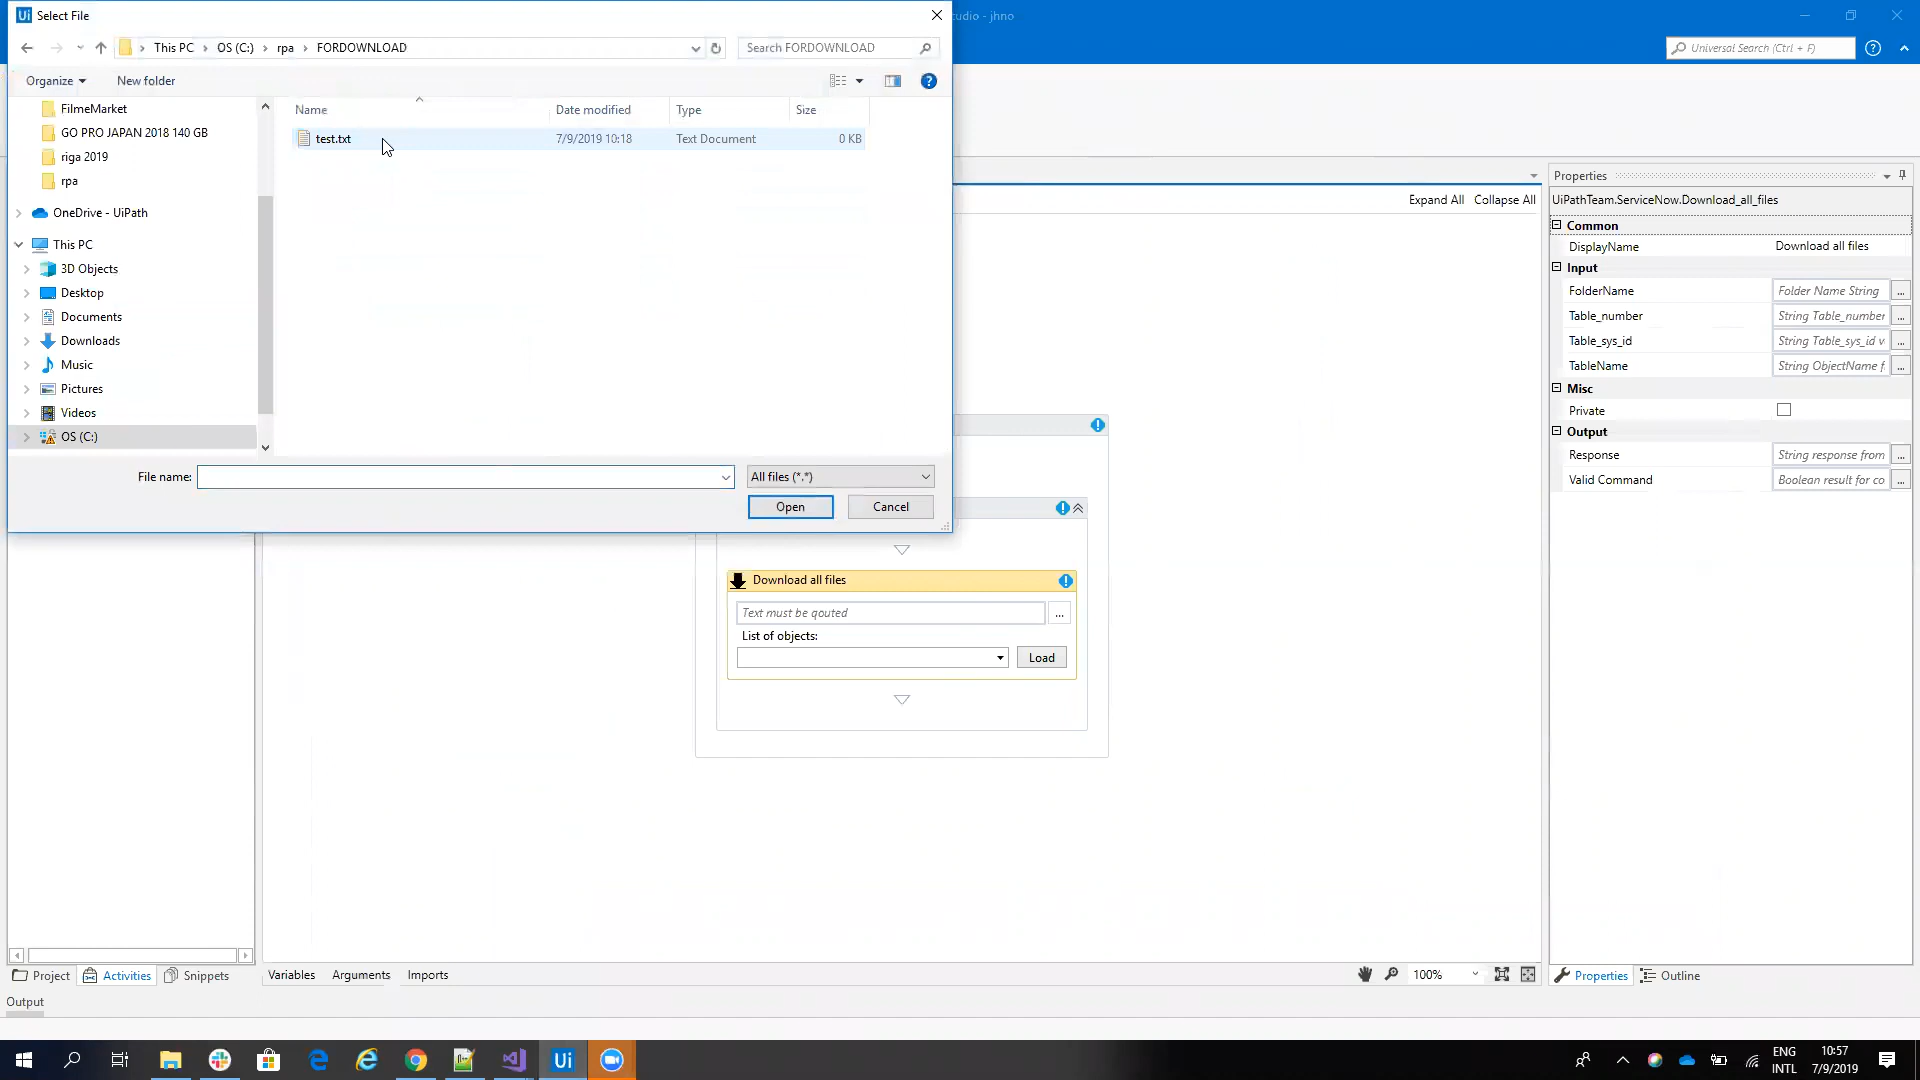 Select File
udio - jhno
This PC > OS (C:) > rpa > FORDOWNLOAD
Search FORDOWNLOAD
Universal Search (Ctrl + F)
Organize
New folder
FilmeMarket
GO PRO JAPAN 2018 140 GB
riga 2019
rpa
OneDrive - UiPath
This PC
3D Objects
Desktop
Documents
Downloads
Music
Pictures
Videos
OS (C:)
Name
Date modified
Type
Size
test.txt
7/9/2019 10:18
Text Document
0 KB
File name:
All files (*.*)
Open
Cancel
Expand All
Collapse All
Download all files
Text must be qouted
...
List of objects:
Load
Properties
UiPathTeam.ServiceNow.Download_all_files
Common
DisplayName
Download all files
Input
FolderName
Folder Name String
...
Table_number
String Table_number
...
Table_sys_id
String Table_sys_id v
...
TableName
String ObjectName f
...
Misc
Private
Output
Response
String response from
...
Valid Command
Boolean result for co
...
Project
Activities
Snippets
Variables
Arguments
Imports
100%
Properties
Outline
Output
Ui
ENG
INTL
10:57
7/9/2019